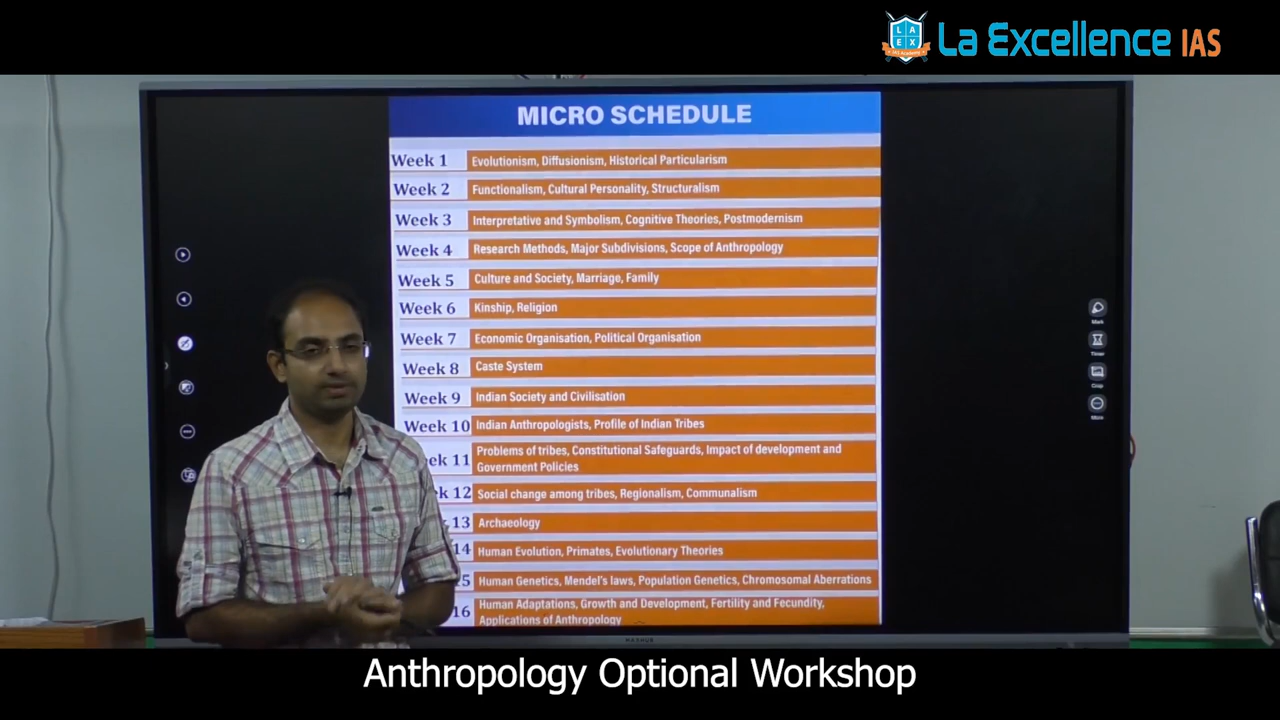 LA
EX
La Excellence IAS
MICRO SCHEDULE
Week 1 Evolutionism, Diffusionism, Historical Particularism
Week 2 Functionalism, Cultural Personality, Structuralism
Week 3 Interpretative and Symbolism, Cognitive Theories, Postmodernism
Week 4 Research Methods, Major Subdivisions, Scope of Anthropology
Week 5 Culture and Society, Marriage, Family
Week 6 Kinship, Religion
Week 7 Economic Organisation, Political Organisation
Week 8 Caste System
Week 9 Indian Society and Civilisation
Week 10 Indian Anthropologists, Profile of Indian Tribes
ek 11 Problems of tribes, Constitutional Safeguards, Impact of development and
Government Policies
k 12 Social change among tribes, Regionalism, Communalism
13 Archaeology
14 Human Evolution, Primates, Evolutionary Theories
5 Human Genetics, Mendel's laws, Population Genetics, Chromosomal Aberrations
16 Human Adaptations, Growth and Development, Fertility and Fecundity,
Applications of Anthropology
Mark
Timer
Crop
More
Anthropology Optional Workshop